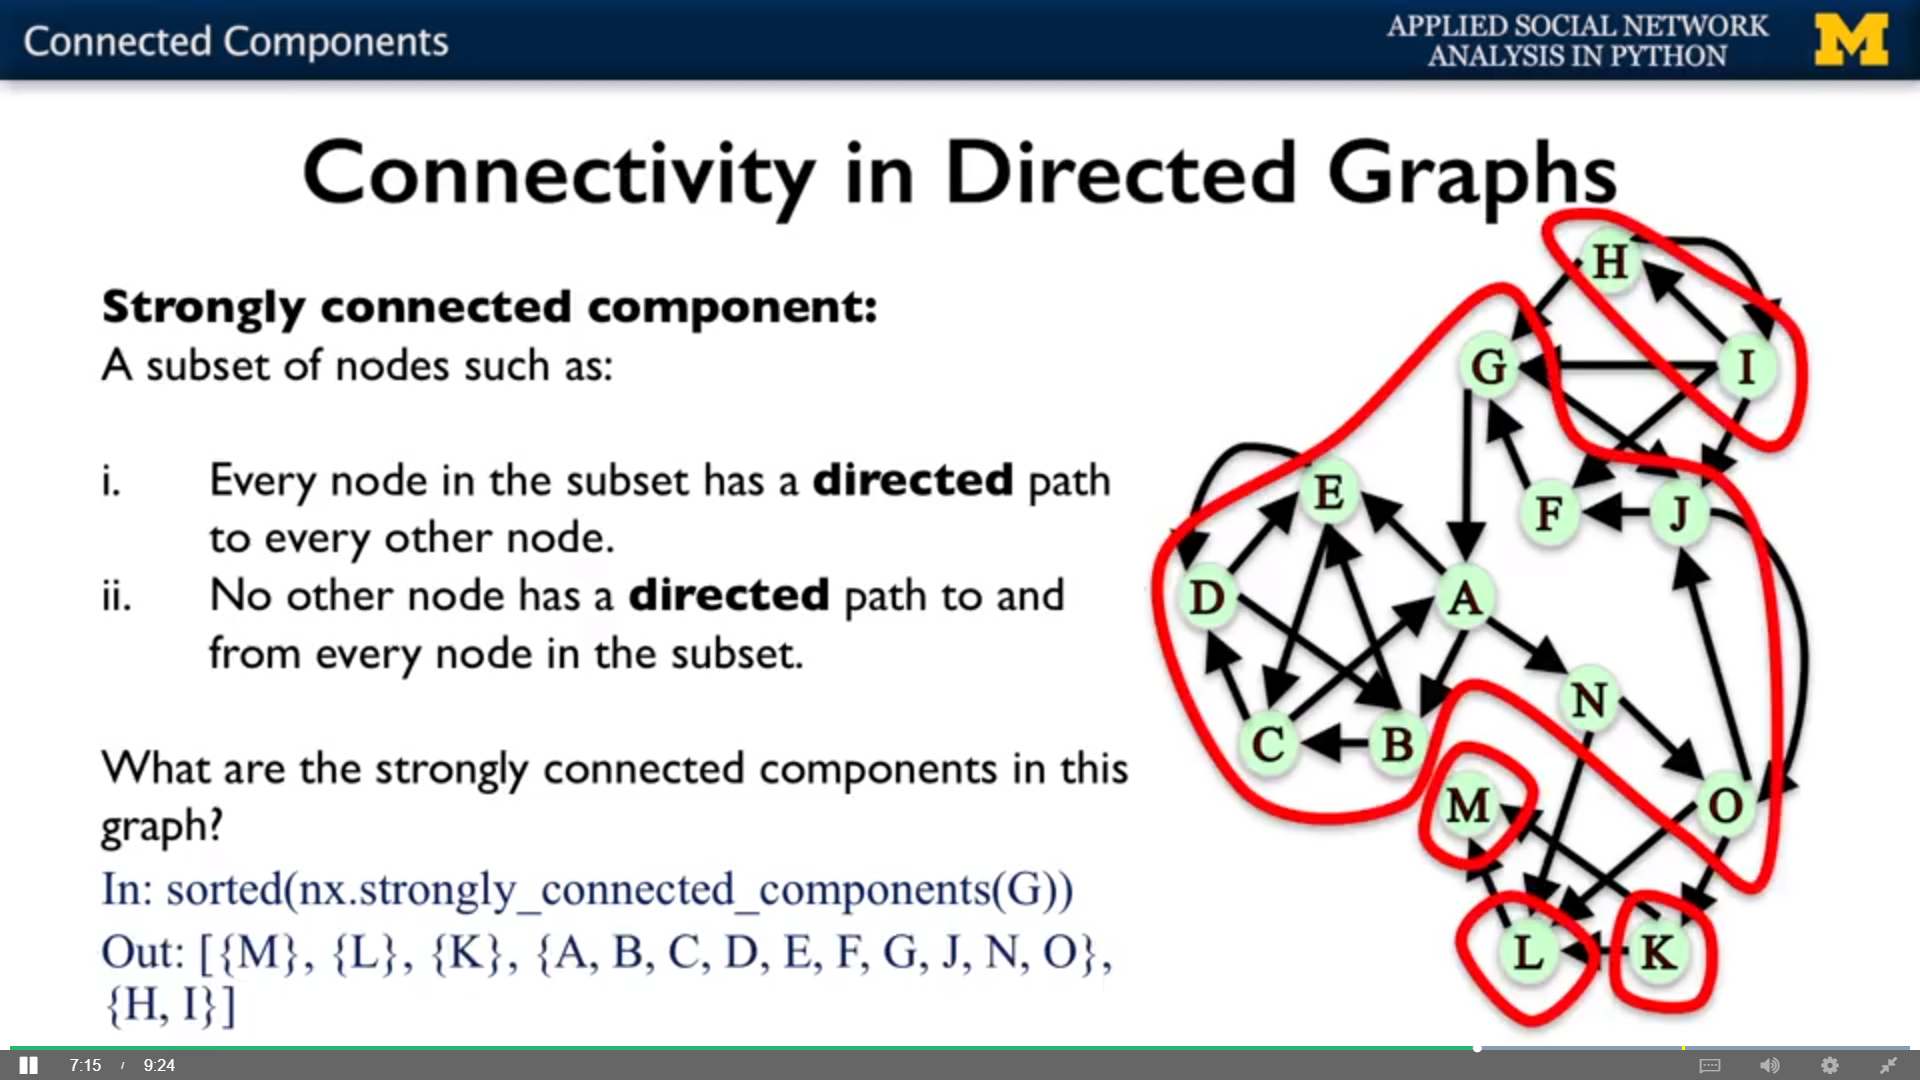 Connected Components
APPLIED SOCIAL NETWORK
ANALYSIS IN PYTHON
M
Connectivity in Directed Graphs
Strongly connected component:
A subset of nodes such as:
i. Every node in the subset has a directed path
to every other node.
ii. No other node has a directed path to and
from every node in the subset.
What are the strongly connected components in this
graph?
In: sorted(nx.strongly_connected_components(G))
Out: [{M}, {L}, {K}, {A, B, C, D, E, F, G, J, N, O},
{H, I}]
H
G
I
E
F
J
D
A
N
C
B
M
O
L
K
7:15 / 9:24